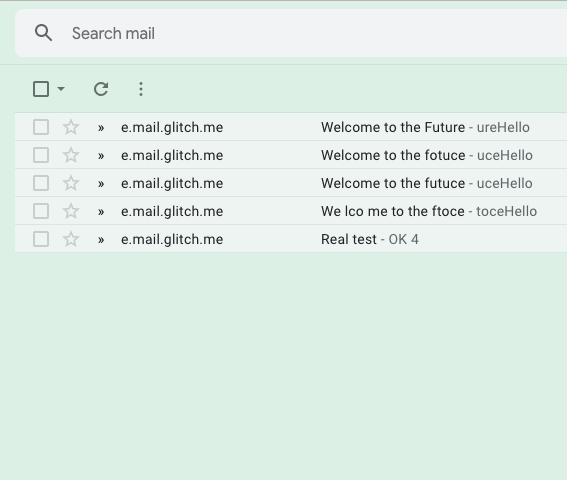 Search mail
» e.mail.glitch.me Welcome to the Future - ureHello
» e.mail.glitch.me Welcome to the fotuce - uceHello
» e.mail.glitch.me Welcome to the futuce - uceHello
» e.mail.glitch.me We lco me to the ftoce - toceHello
» e.mail.glitch.me Real test - OK 4